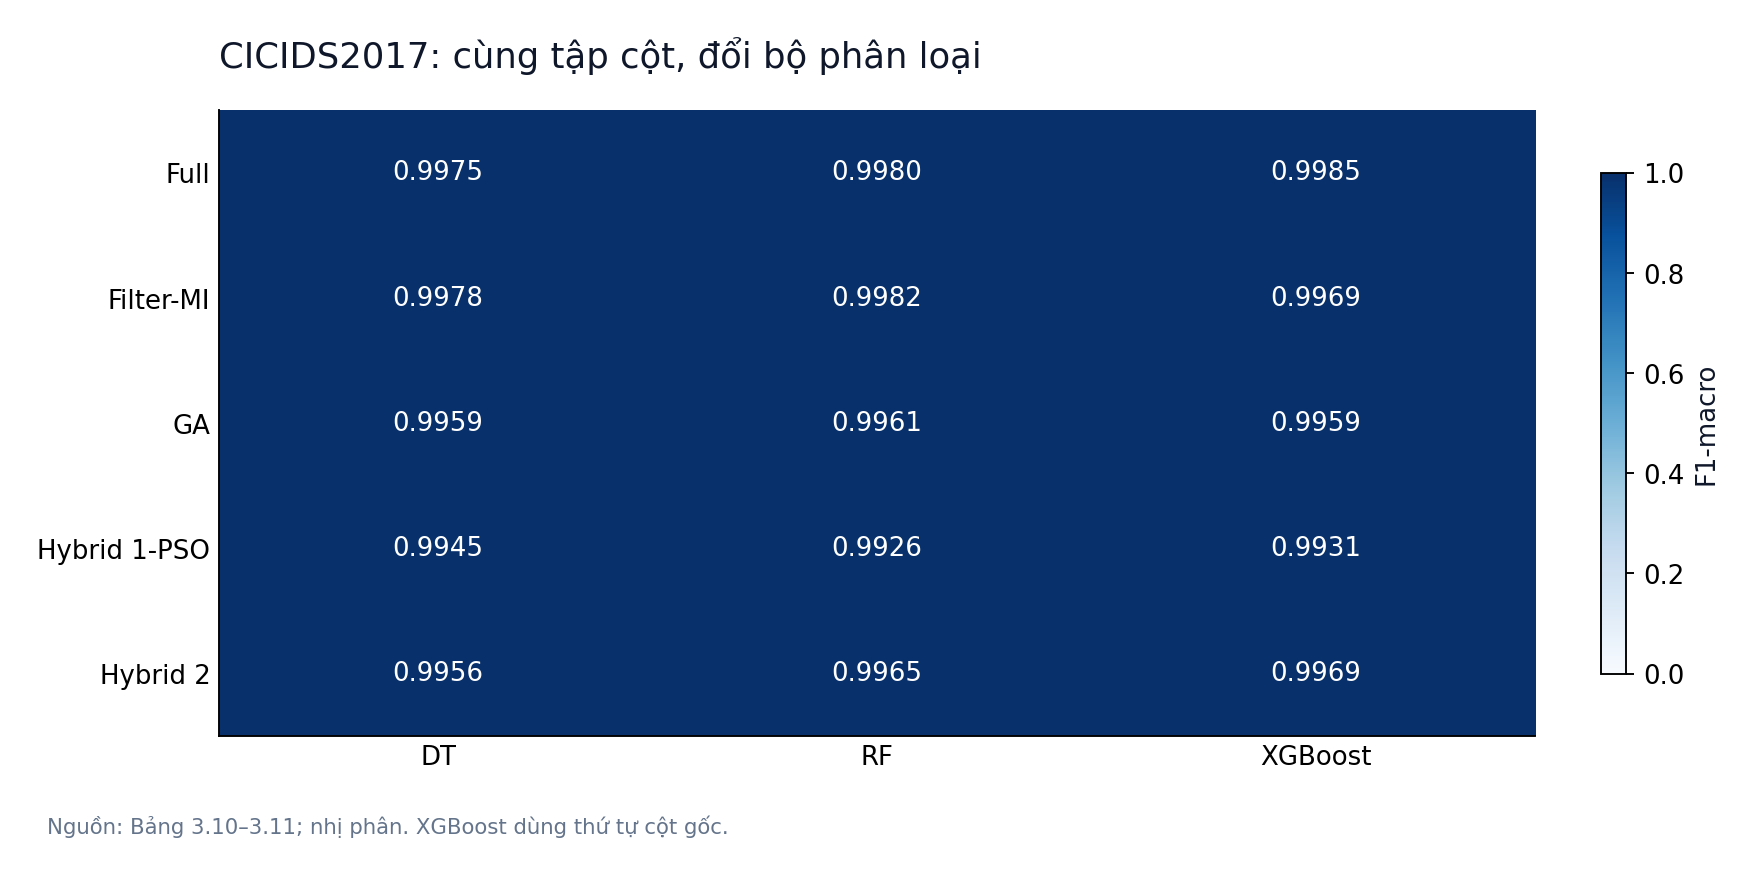 CICIDS2017: cùng tập cột, đổi bộ phân loại
Full 0.9975 0.9980 0.9985 1.0
Filter-MI 0.9978 0.9982 0.9969 0.8
GA 0.9959 0.9961 0.9959 0.6
Hybrid 1-PSO 0.9945 0.9926 0.9931 0.4
Hybrid 2 0.9956 0.9965 0.9969 0.2
0.0
F1-macro
DT RF XGBoost
Nguồn: Bảng 3.10–3.11; nhị phân. XGBoost dùng thứ tự cột gốc.